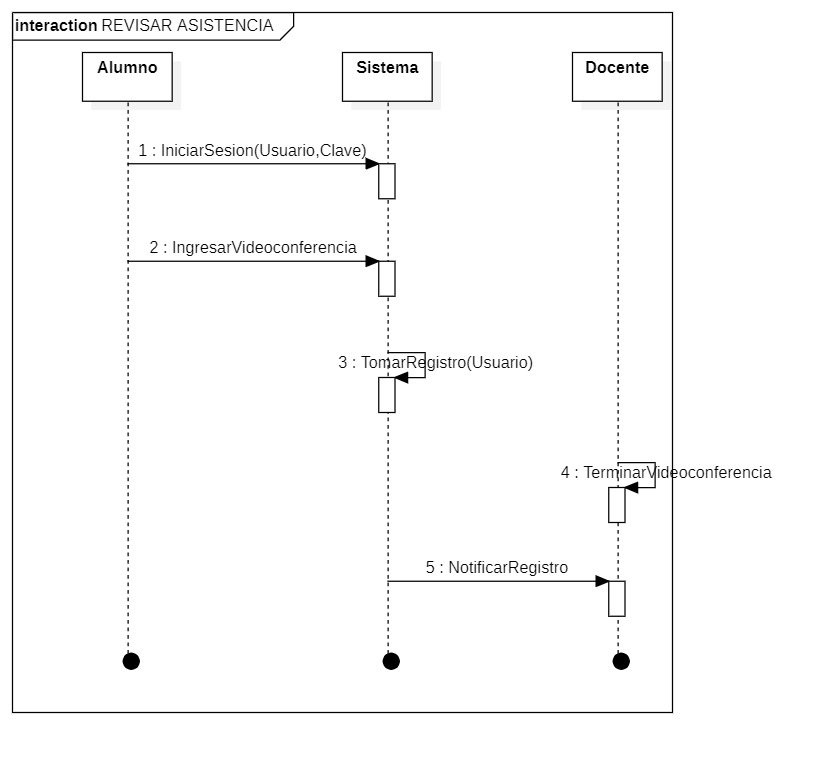 interaction REVISAR ASISTENCIA
Alumno
Sistema
Docente
1 : IniciarSesion(Usuario,Clave)
2 : IngresarVideoconferencia
3 : TomarRegistro(Usuario)
4 : TerminarVideoconferencia
5 : NotificarRegistro